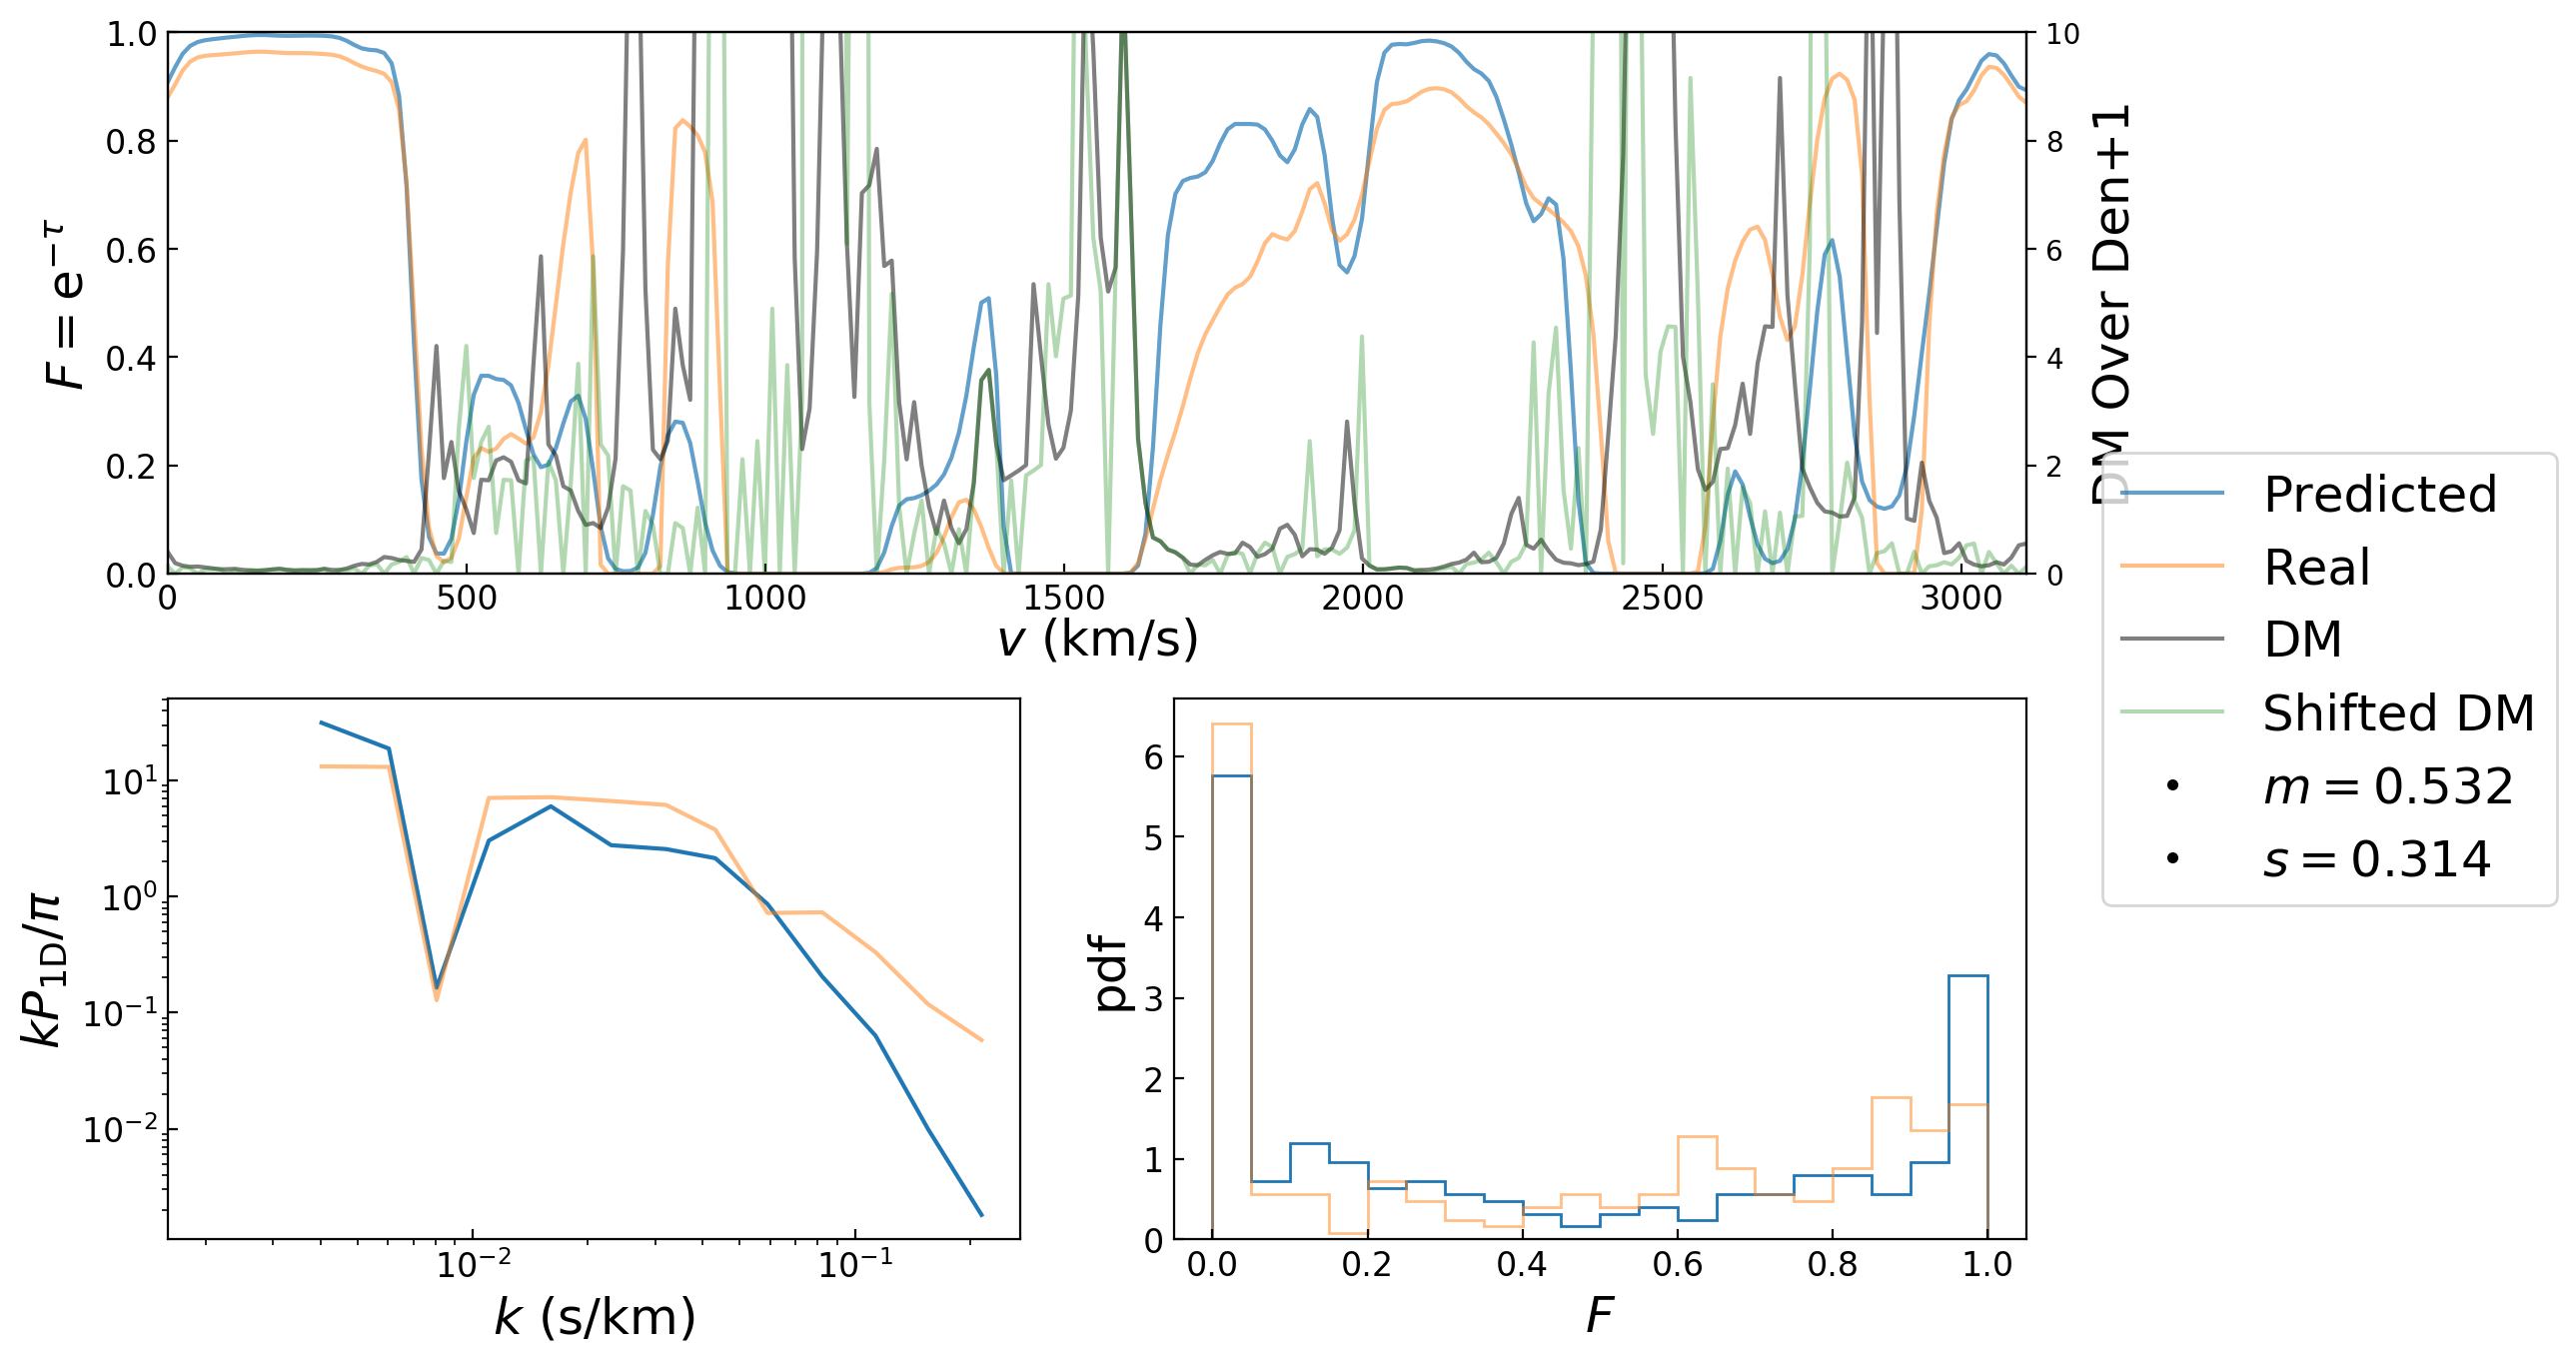 1.0
0.8
0.6
0.4
0.2
0.0
F = e^{-τ}
0 500 1000 1500 2000 2500 3000
v (km/s)
10
8
6
4
2
0
DM Over Den+1
Predicted
Real
DM
Shifted DM
m = 0.532
s = 0.314
10^1
10^0
10^{-1}
10^{-2}
kP_{1D}/π
10^{-2} 10^{-1}
k (s/km)
6
5
4
3
2
1
0
pdf
0.0 0.2 0.4 0.6 0.8 1.0
F